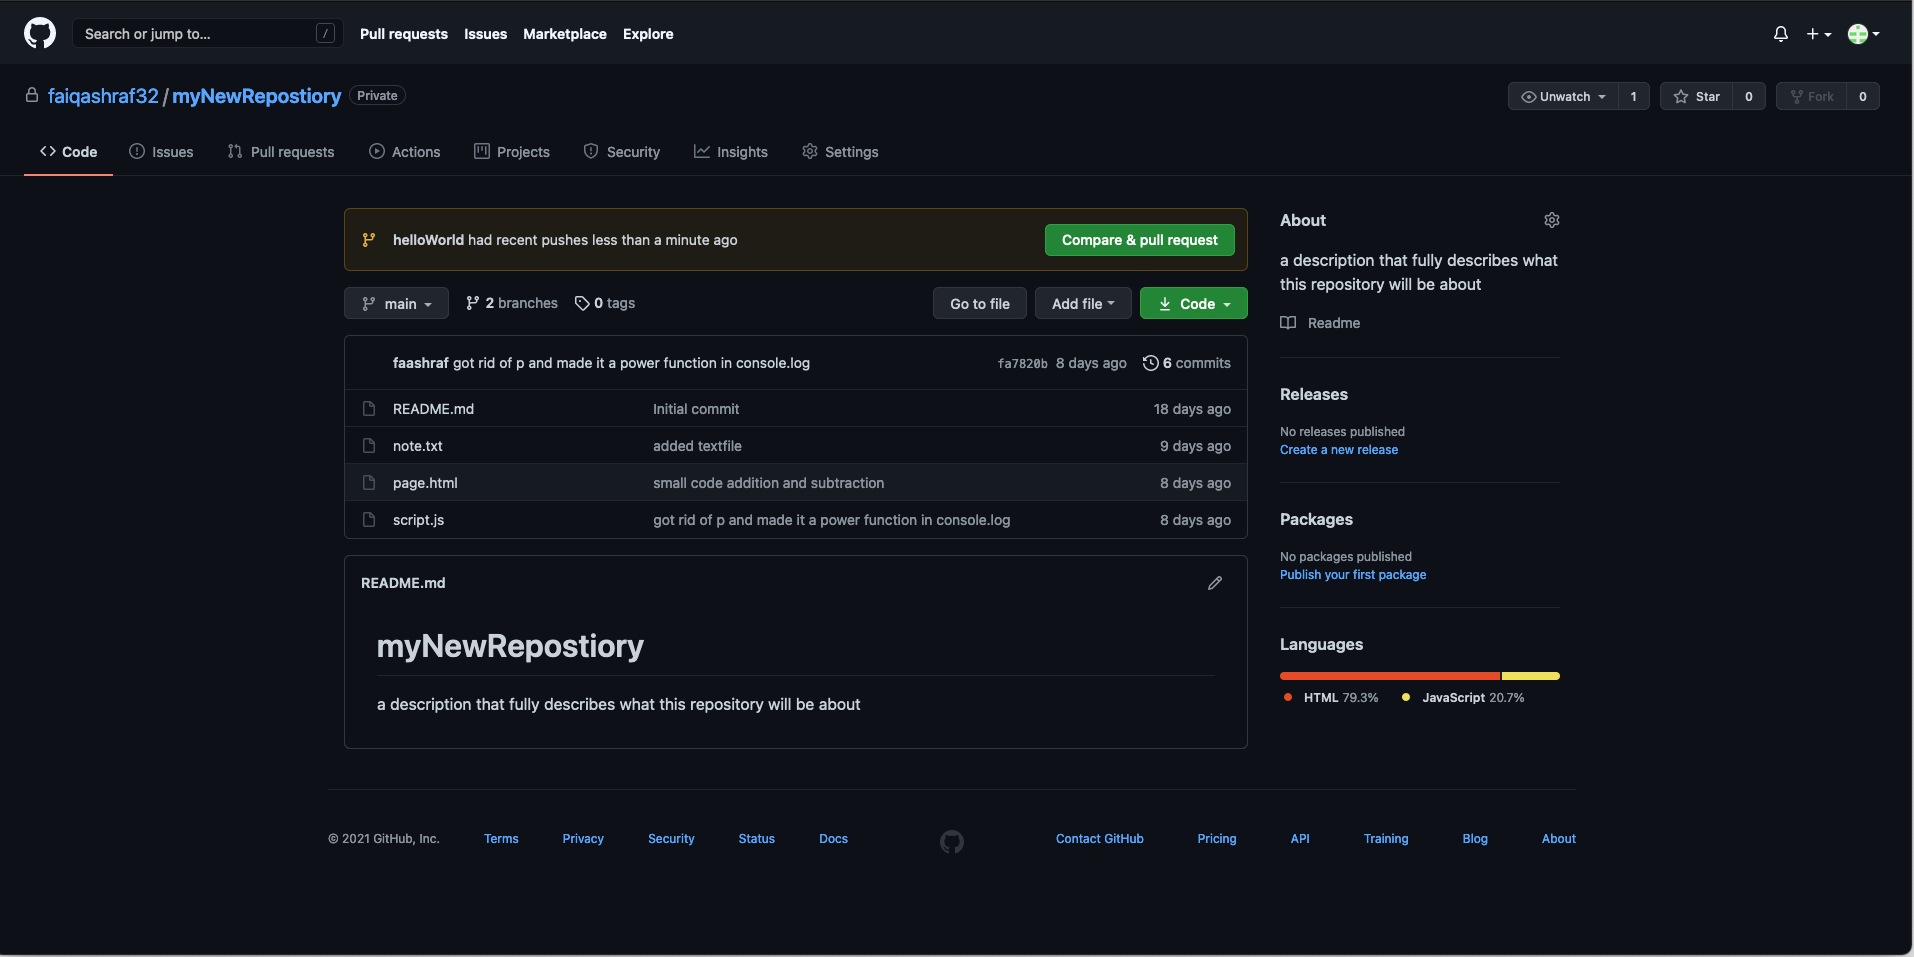 Search or jump to... /
Pull requests Issues Marketplace Explore
faiqashraf32 / myNewRepostiory Private
Unwatch 1 Star 0 Fork 0
Code Issues Pull requests Actions Projects Security Insights Settings
helloWorld had recent pushes less than a minute ago
Compare & pull request
main 2 branches 0 tags
Go to file Add file Code
faashraf got rid of p and made it a power function in console.log fa7820b 8 days ago 6 commits
README.md Initial commit 18 days ago
note.txt added textfile 9 days ago
page.html small code addition and subtraction 8 days ago
script.js got rid of p and made it a power function in console.log 8 days ago
README.md
myNewRepostiory
a description that fully describes what this repository will be about
About
a description that fully describes what
this repository will be about
Readme
Releases
No releases published
Create a new release
Packages
No packages published
Publish your first package
Languages
HTML 79.3% JavaScript 20.7%
© 2021 GitHub, Inc. Terms Privacy Security Status Docs Contact GitHub Pricing API Training Blog About